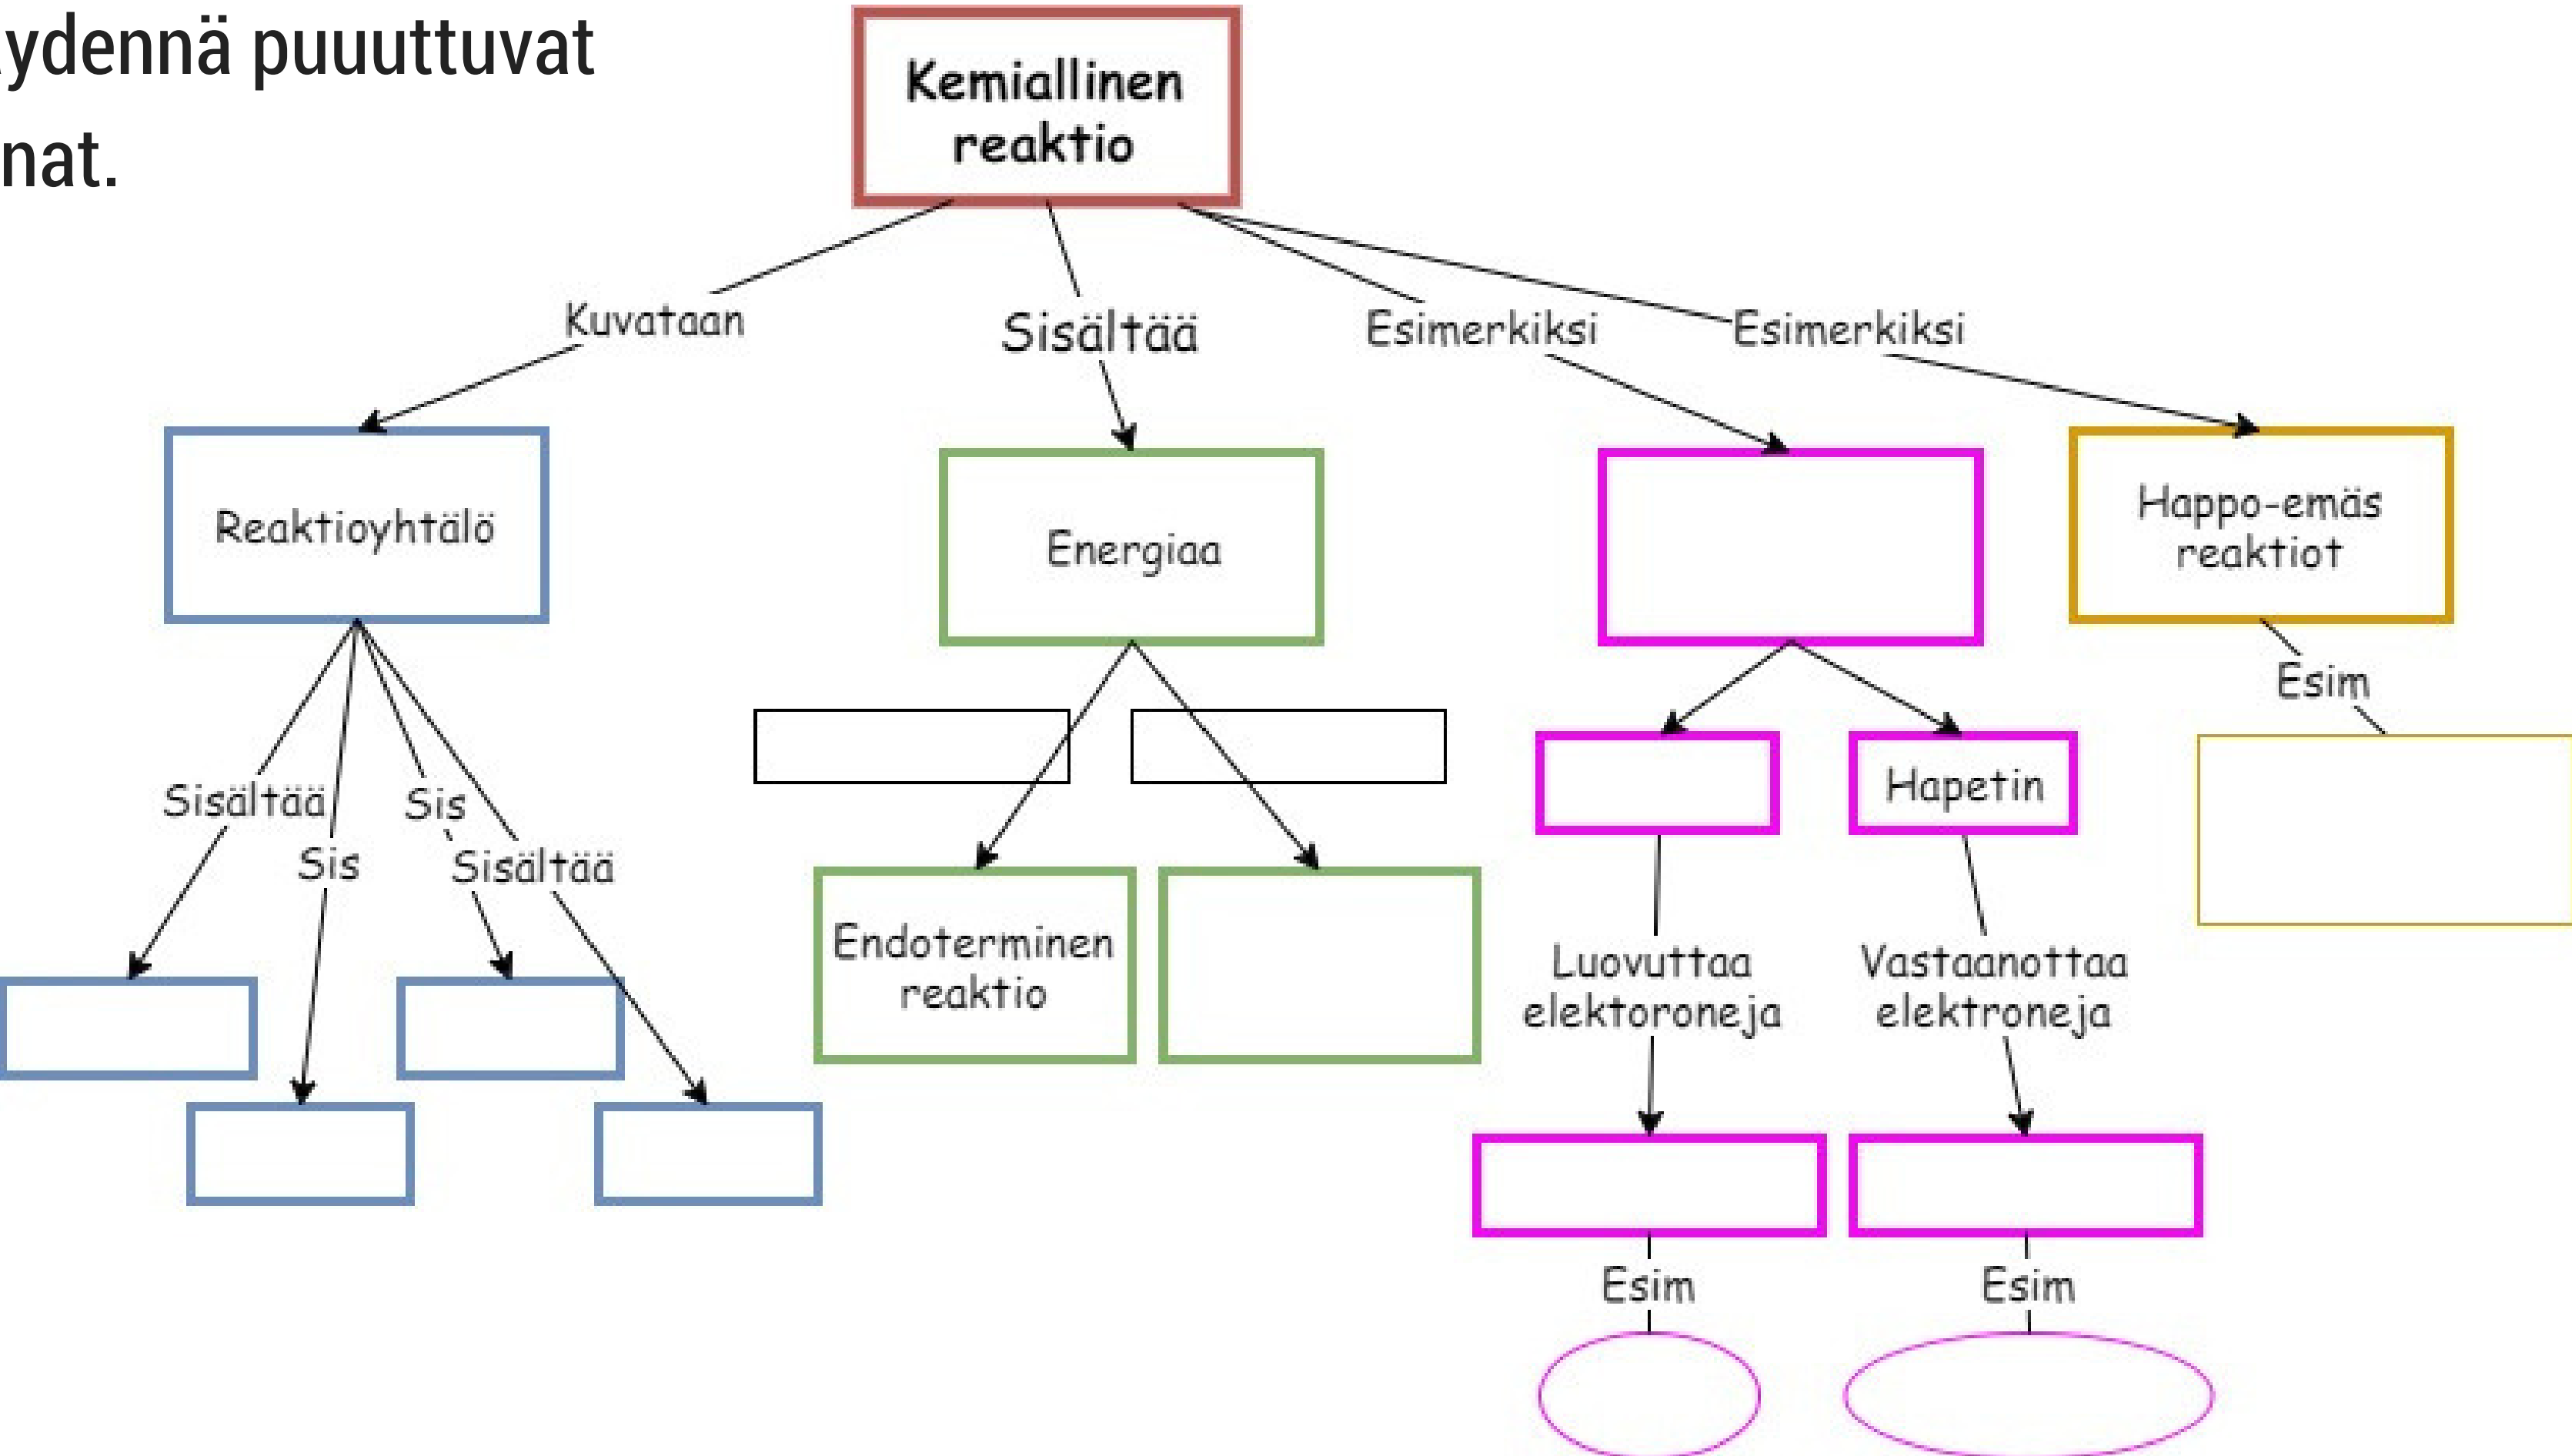 ydennä puuuttuvat
nat.
Kemiallinen
reaktio
Kuvataan
Sisältää
Esimerkiksi
Esimerkiksi
Reaktioyhtälö
Energiaa
Happo-emäs
reaktiot
Esim
Sisältää
Sis
Sis
Sisältää
Hapetin
Endoterminen
reaktio
Luovuttaa
elektoroneja
Vastaanottaa
elektroneja
Esim
Esim